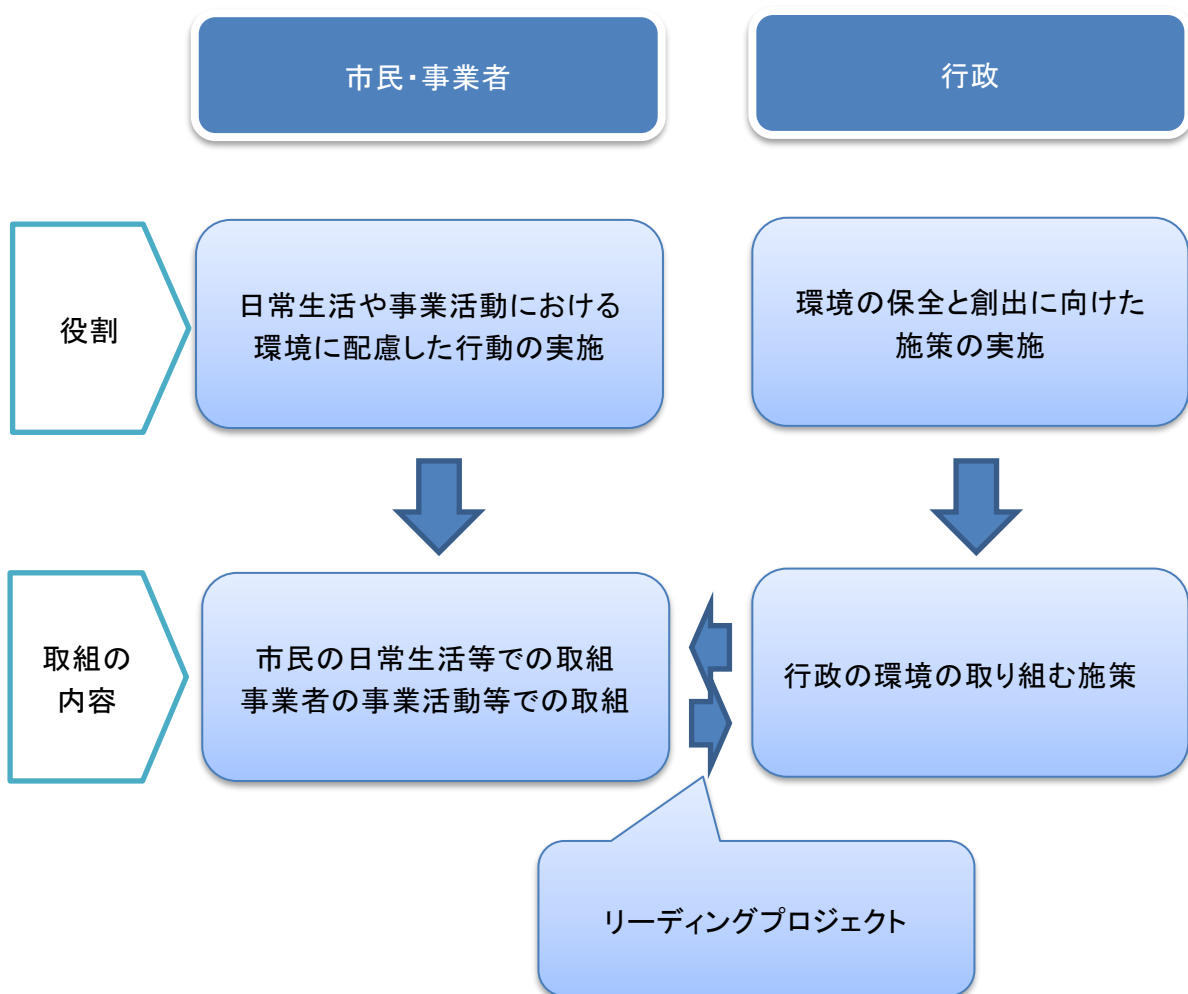 市民・事業者
行政
役割
日常生活や事業活動における
環境に配慮した行動の実施
環境の保全と創出に向けた
施策の実施
取組の
内容
市民の日常生活等での取組
事業者の事業活動等での取組
行政の環境の取り組む施策
リーディングプロジェクト